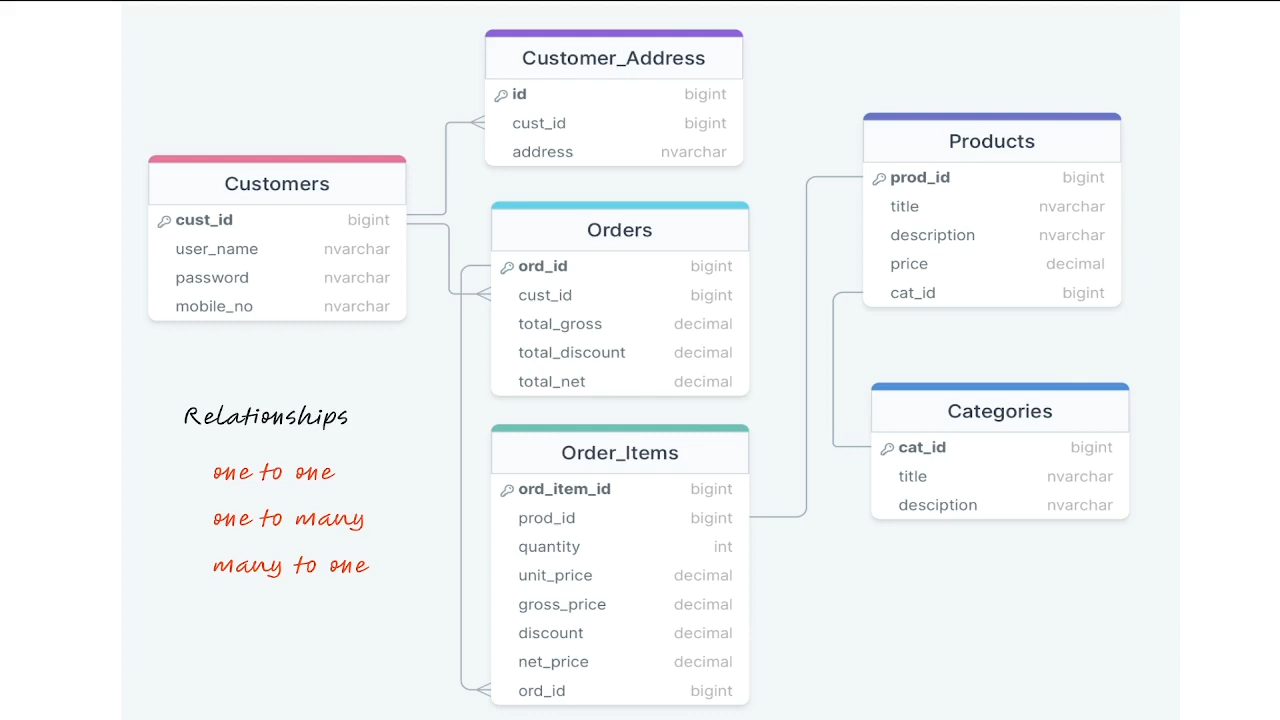 Customer_Address
id bigint
cust_id bigint
address nvarchar
Customers
cust_id bigint
user_name nvarchar
password nvarchar
mobile_no nvarchar
Orders
ord_id bigint
cust_id bigint
total_gross decimal
total_discount decimal
total_net decimal
Products
prod_id bigint
title nvarchar
description nvarchar
price decimal
cat_id bigint
Relationships
one to one
one to many
many to one
Order_Items
ord_item_id bigint
prod_id bigint
quantity int
unit_price decimal
gross_price decimal
discount decimal
net_price decimal
ord_id bigint
Categories
cat_id bigint
title nvarchar
desciption nvarchar